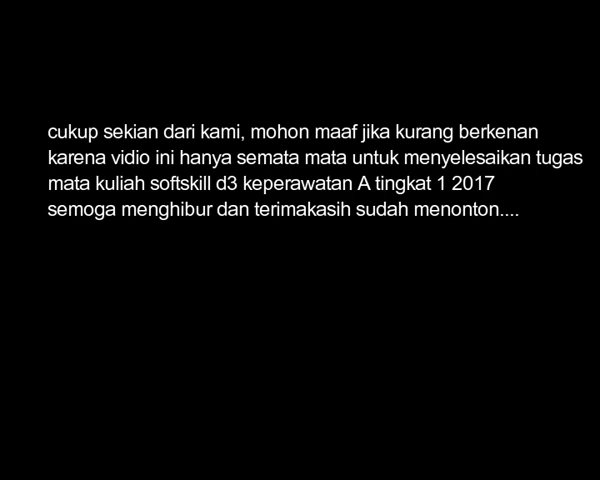 cukup sekian dari kami, mohon maaf jika kurang berkenan
karena vidio ini hanya semata mata untuk menyelesaikan tugas
mata kuliah softskill d3 keperawatan A tingkat 1 2017
semoga menghibur dan terimakasih sudah menonton....